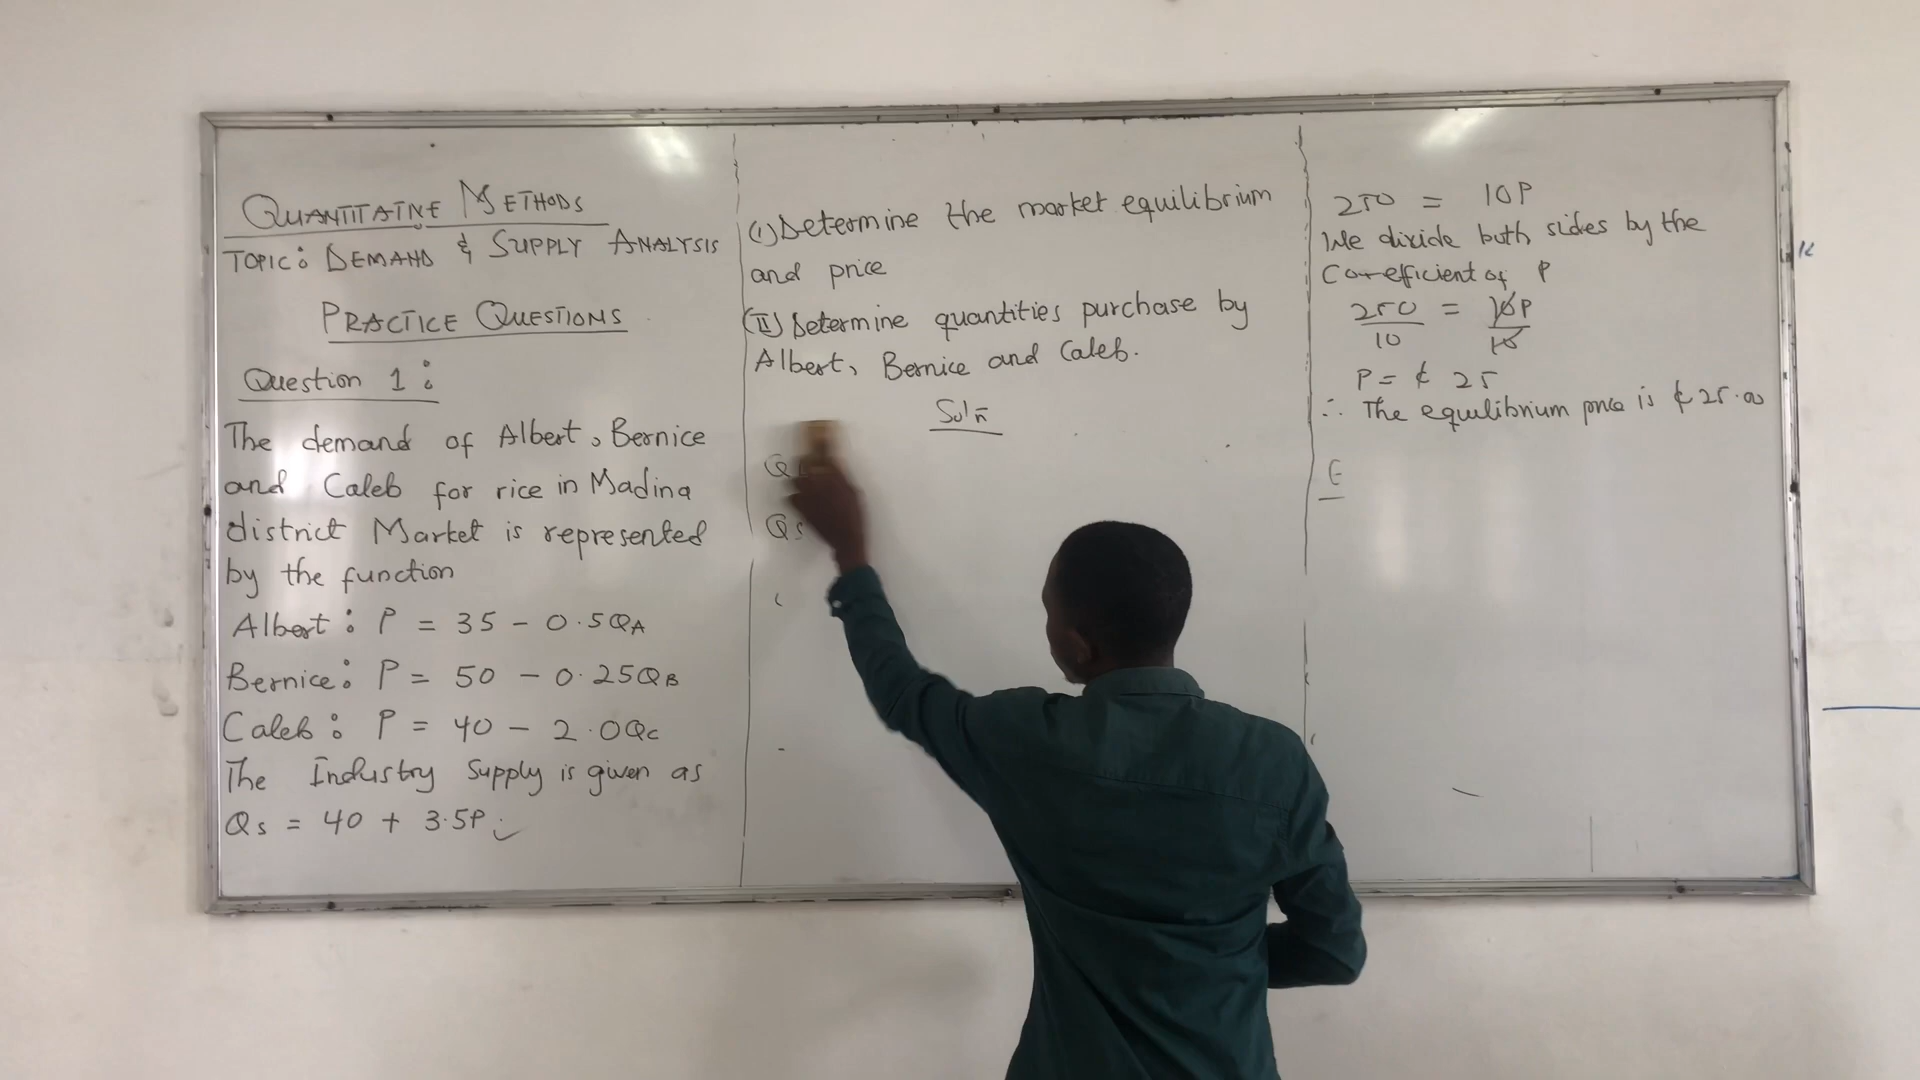 QUANTITATIVE METHODS
TOPIC: DEMAND & SUPPLY ANALYSIS
PRACTICE QUESTIONS
Question 1:
The demand of Albert, Bernice
and Caleb for rice in Madina
district Market is represented
by the function
Albert: P = 35 - 0.5QA
Bernice: P = 50 - 0.25QB
Caleb: P = 40 - 2.0Qc
The Industry Supply is given as
Qs = 40 + 3.5P
(i) Determine the market equilibrium
and price
(II) Determine quantities purchase by
Albert, Bernice and Caleb.
Sol'n
Q
Qs
250 = 10P
We divide both sides by the
Co-efficient of P
250/10 = 10P/10
P = ¢ 25
∴ The equilibrium price is ¢ 25.00
E